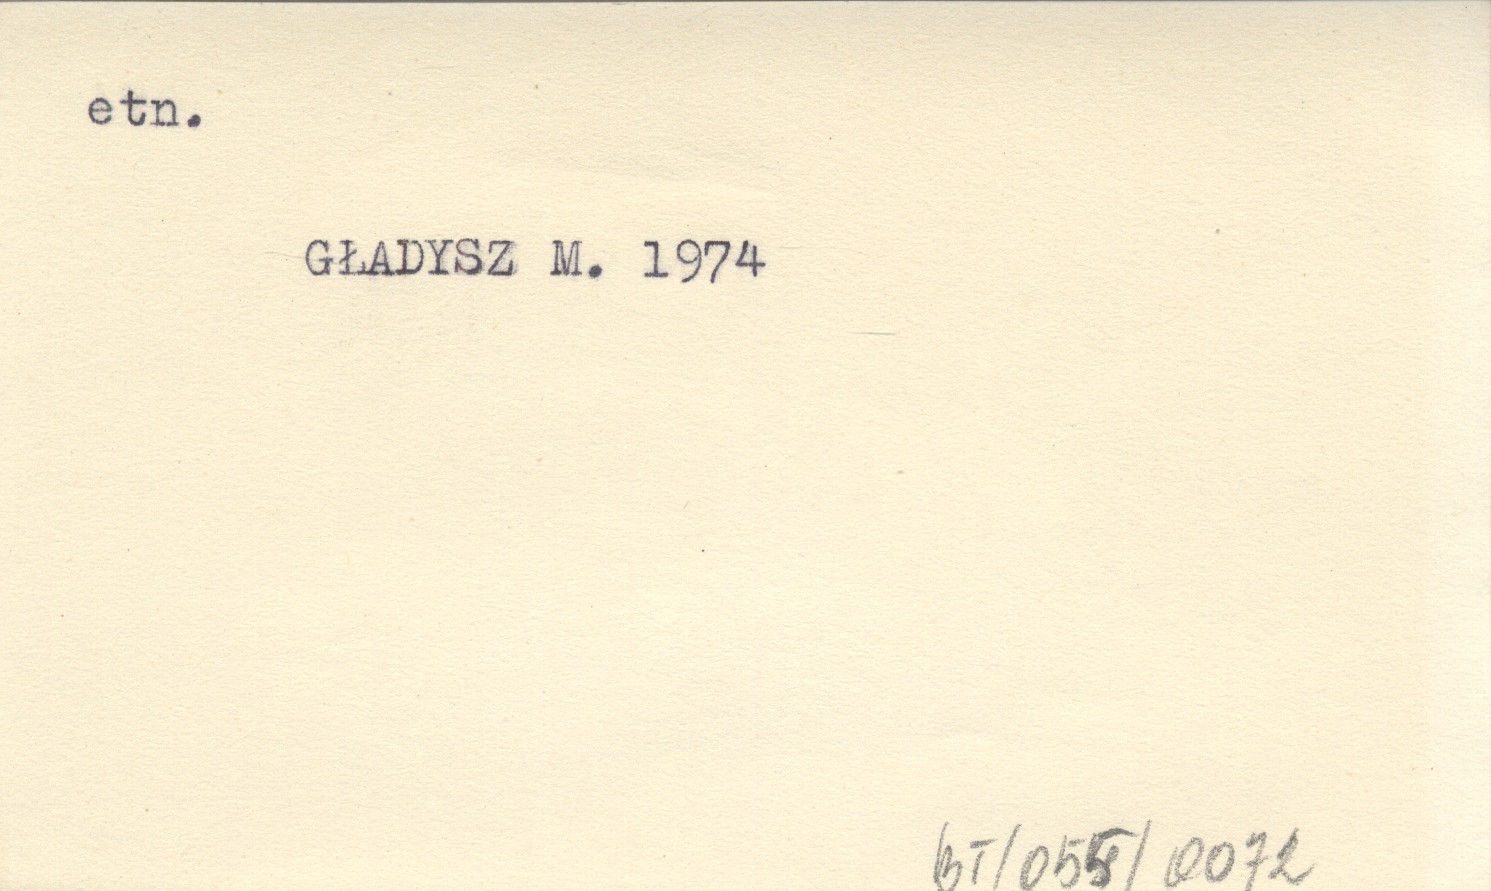 etn.
GŁADYSZ M. 1974
BT/055/0072